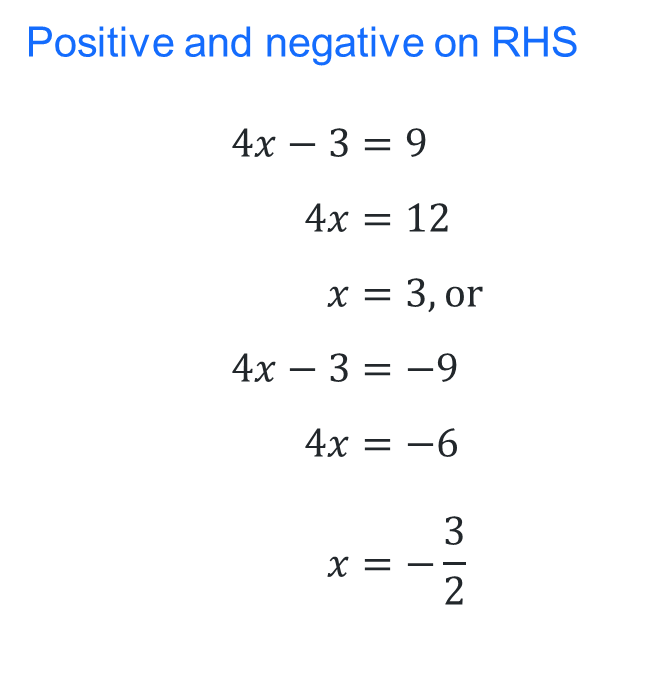 Positive and negative on RHS
4x − 3 = 9
4x = 12
x = 3, or
4x − 3 = −9
4x = −6
x = −3/2